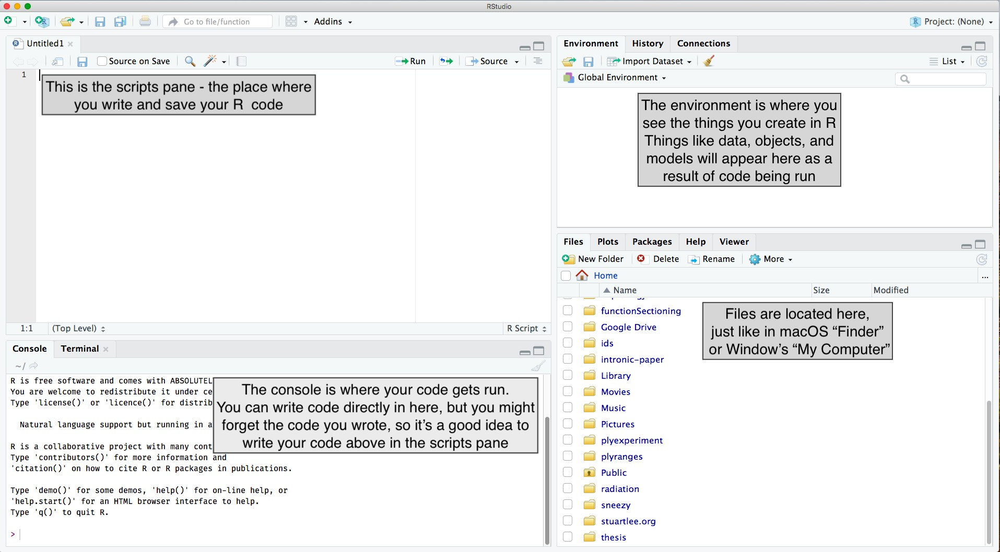 RStudio
Go to file/function
Addins
Project: (None)
Untitled1
Source on Save
Run
Source
1
This is the scripts pane - the place where
you write and save your R code
1:1
(Top Level)
R Script
Console
Terminal
~/
R is free software and comes with ABSOLUTEL
You are welcome to redistribute it under ce
Type 'license()' or 'licence()' for distrib
Natural language support but running in a
R is a collaborative project with many cont
Type 'contributors()' for more information and
'citation()' on how to cite R or R packages in publications.
Type 'demo()' for some demos, 'help()' for on-line help, or
'help.start()' for an HTML browser interface to help.
Type 'q()' to quit R.
>
The console is where your code gets run.
You can write code directly in here, but you might
forget the code you wrote, so it's a good idea to
write your code above in the scripts pane
Environment
History
Connections
Import Dataset
List
Global Environment
The environment is where you
see the things you create in R
Things like data, objects, and
models will appear here as a
result of code being run
Files
Plots
Packages
Help
Viewer
New Folder
Delete
Rename
More
Home
...
Name
Size
Modified
functionSectioning
Google Drive
ids
intronic-paper
Library
Movies
Music
Pictures
plyexperiment
plyranges
Public
radiation
sneezy
stuartlee.org
thesis
Files are located here,
just like in macOS “Finder”
or Window’s “My Computer”